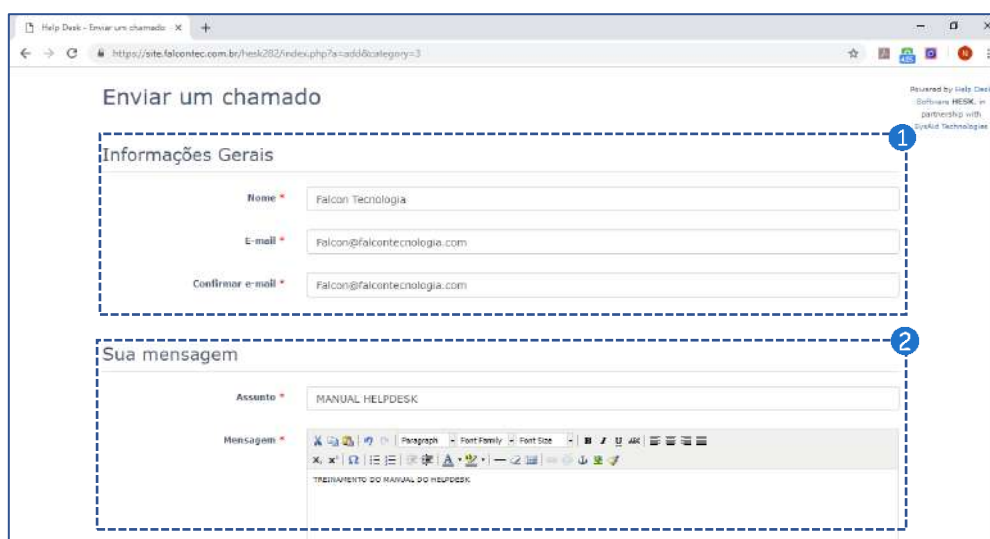 Help Desk - Enviar um chamado
https://site.falcontec.com.br/hesk282/index.php?a=add&category=3
Enviar um chamado
Powered by Help Desk
Software HESK, in
partnership with
SysAid Technologies
1
Informações Gerais
Nome * Falcon Tecnologia
E-mail * Falcon@falcontecnologia.com
Confirmar e-mail * Falcon@falcontecnologia.com
2
Sua mensagem
Assunto * MANUAL HELPDESK
Mensagem * Paragraph Font Family Font Size B I U ABC
TREINAMENTO DO MANUAL DO HELPDESK